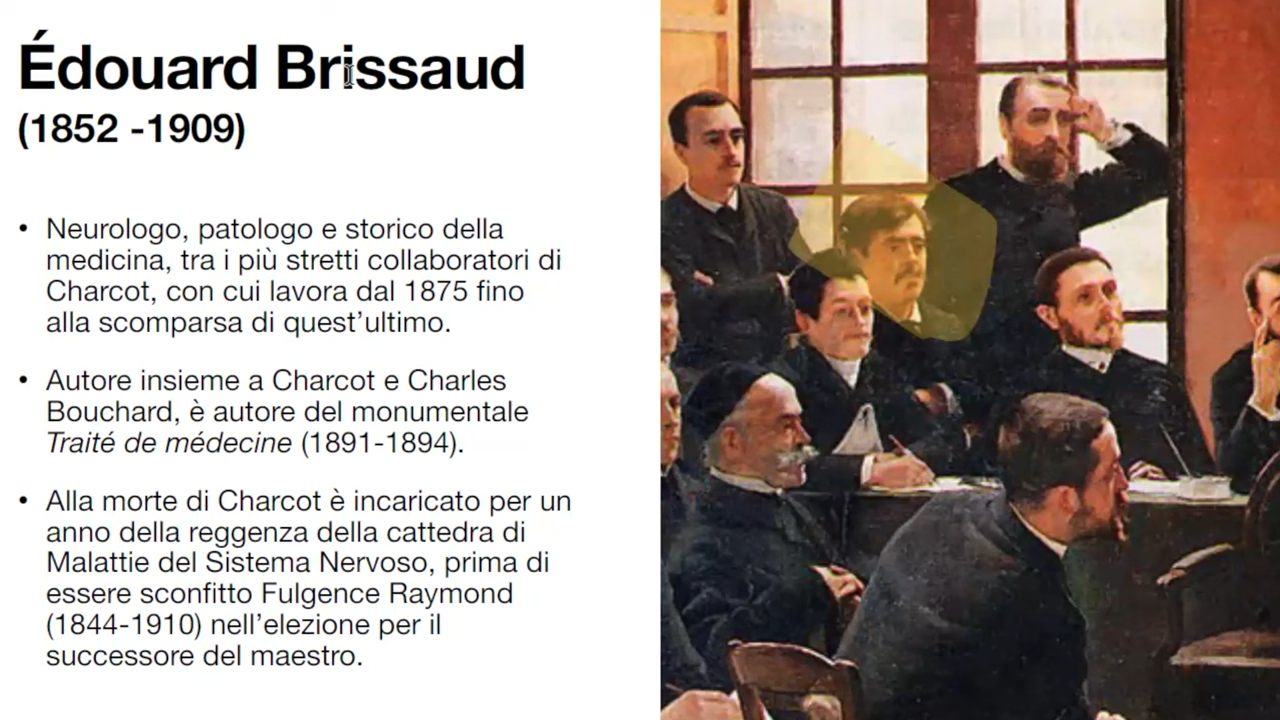 Édouard Brissaud
(1852 -1909)
• Neurologo, patologo e storico della
medicina, tra i più stretti collaboratori di
Charcot, con cui lavora dal 1875 fino
alla scomparsa di quest’ultimo.
• Autore insieme a Charcot e Charles
Bouchard, è autore del monumentale
Traité de médecine (1891-1894).
• Alla morte di Charcot è incaricato per un
anno della reggenza della cattedra di
Malattie del Sistema Nervoso, prima di
essere sconfitto Fulgence Raymond
(1844-1910) nell’elezione per il
successore del maestro.